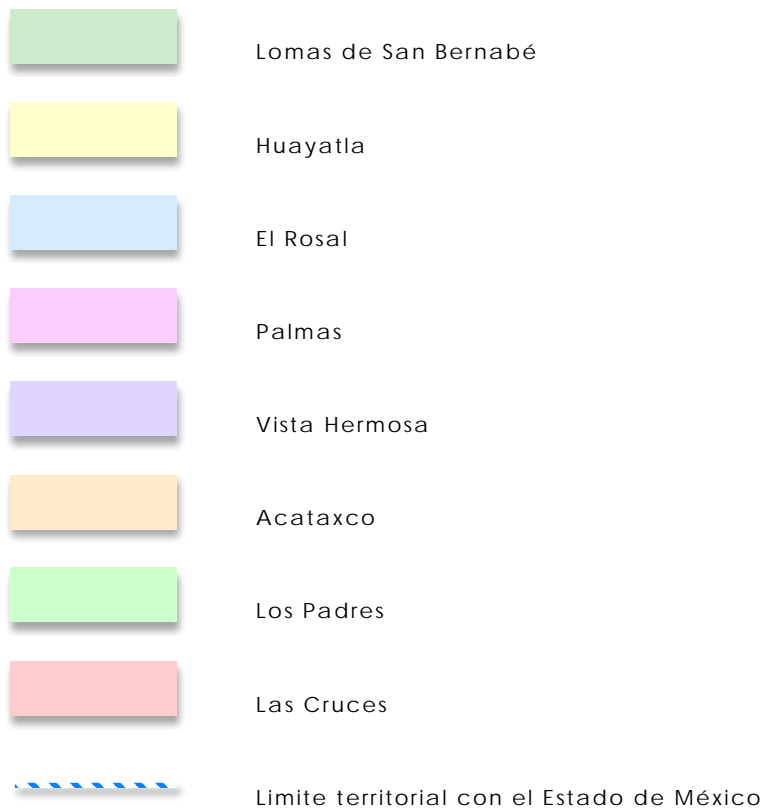 Lomas de San Bernabé
Huayatla
El Rosal
Palmas
Vista Hermosa
Acataxco
Los Padres
Las Cruces
Limite territorial con el Estado de México